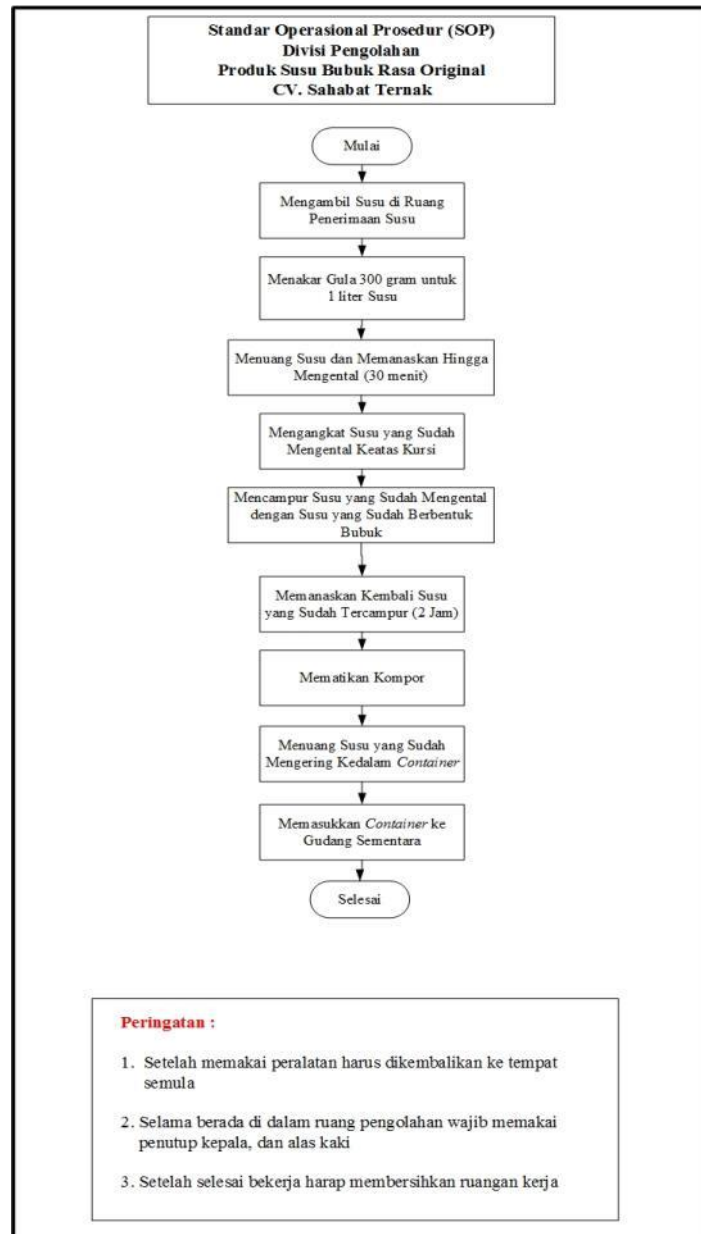 Standar Operasional Prosedur (SOP)
Divisi Pengolahan
Produk Susu Bubuk Rasa Original
CV. Sahabat Ternak
Mulai
Mengambil Susu di Ruang
Penerimaan Susu
Menakar Gula 300 gram untuk
1 liter Susu
Menuang Susu dan Memanaskan Hingga
Mengental (30 menit)
Mengangkat Susu yang Sudah
Mengental Keatas Kursi
Mencampur Susu yang Sudah Mengental
dengan Susu yang Sudah Berbentuk
Bubuk
Memanaskan Kembali Susu
yang Sudah Tercampur (2 Jam)
Mematikan Kompor
Menuang Susu yang Sudah
Mengering Kedalam Container
Memasukkan Container ke
Gudang Sementara
Selesai
Peringatan :
1. Setelah memakai peralatan harus dikembalikan ke tempat
semula
2. Selama berada di dalam ruang pengolahan wajib memakai
penutup kepala, dan alas kaki
3. Setelah selesai bekerja harap membersihkan ruangan kerja